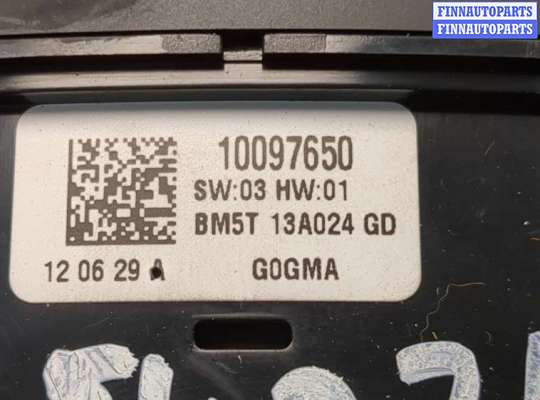 FINNAUTOPARTS
FINNAUTOPARTS
10097650
SW:03 HW:01
BM5T 13A024 GD
12 06 29 A
G0GMA